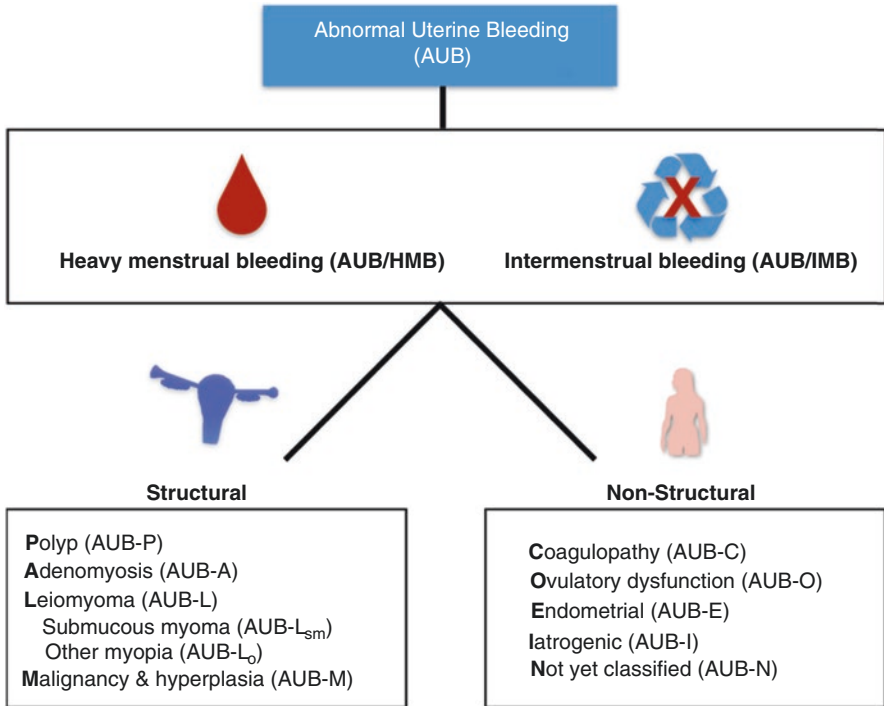 Abnormal Uterine Bleeding
(AUB)
X
Heavy menstrual bleeding (AUB/HMB)
Intermenstrual bleeding (AUB/IMB)
Structural
Polyp (AUB-P)
Adenomyosis (AUB-A)
Leiomyoma (AUB-L)
Submucous myoma (AUB-Lsm)
Other myopia (AUB-Lo)
Malignancy & hyperplasia (AUB-M)
Non-Structural
Coagulopathy (AUB-C)
Ovulatory dysfunction (AUB-O)
Endometrial (AUB-E)
Iatrogenic (AUB-I)
Not yet classified (AUB-N)